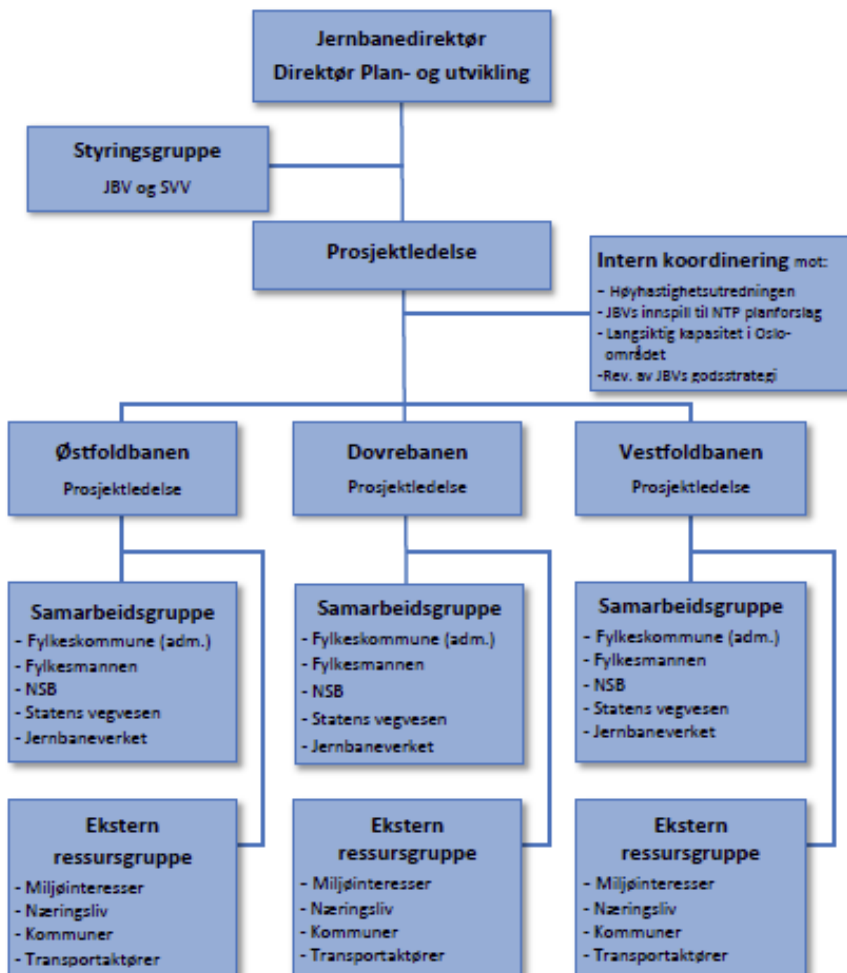 Jernbanedirektør
Direktør Plan- og utvikling
Styringsgruppe
JBV og SVV
Prosjektledelse
Intern koordinering mot:
- Høyhastighetsutredningen
- JBVs innspill til NTP planforslag
- Langsiktig kapasitet i Oslo-
området
-Rev. av JBVs godsstrategi
Østfoldbanen
Prosjektledelse
Dovrebanen
Prosjektledelse
Vestfoldbanen
Prosjektledelse
Samarbeidsgruppe
- Fylkeskommune (adm.)
- Fylkesmannen
- NSB
- Statens vegvesen
- Jernbaneverket
Samarbeidsgruppe
- Fylkeskommune (adm.)
- Fylkesmannen
- NSB
- Statens vegvesen
- Jernbaneverket
Samarbeidsgruppe
- Fylkeskommune (adm.)
- Fylkesmannen
- NSB
- Statens vegvesen
- Jernbaneverket
Ekstern
ressursgruppe
- Miljøinteresser
- Næringsliv
- Kommuner
- Transportaktører
Ekstern
ressursgruppe
- Miljøinteresser
- Næringsliv
- Kommuner
- Transportaktører
Ekstern
ressursgruppe
- Miljøinteresser
- Næringsliv
- Kommuner
- Transportaktører